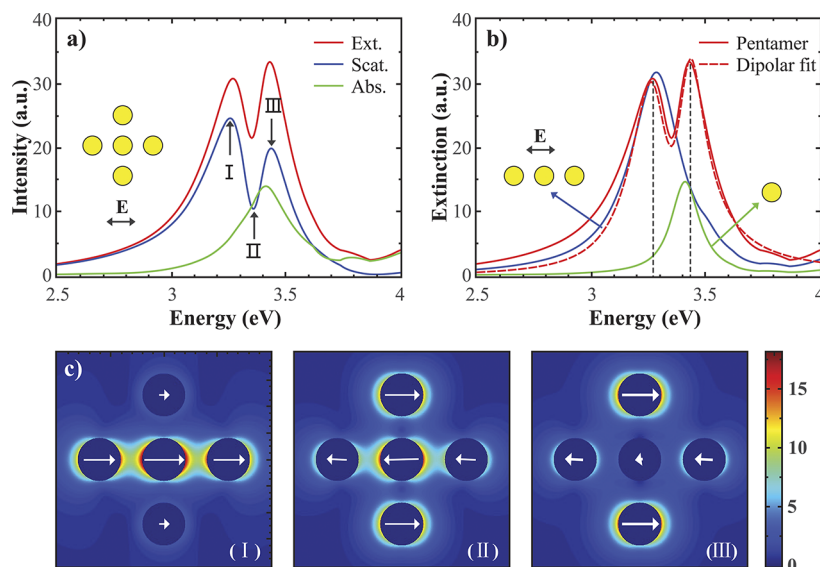 a)
Intensity (a.u.)
40
30
20
10
0
Ext.
Scat.
Abs.
I
II
III
E
2.5
3
3.5
4
Energy (eV)
b)
Extinction (a.u.)
40
30
20
10
0
Pentamer
Dipolar fit
E
2.5
3
3.5
4
Energy (eV)
c)
(I)
(II)
(III)
15
10
5
0